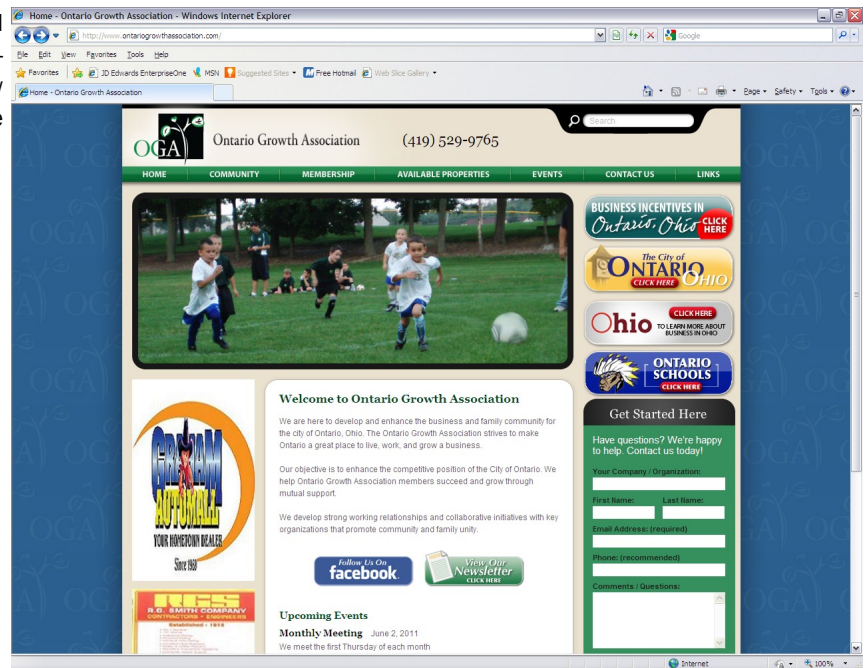 Home - Ontario Growth Association - Windows Internet Explorer
http://www.ontariogrowthassociation.com/
Google
File Edit View Favorites Tools Help
Favorites JD Edwards EnterpriseOne MSN Suggested Sites Free Hotmail Web Slice Gallery
Home - Ontario Growth Association
Page Safety Tools
OGA Ontario Growth Association (419) 529-9765
Search
HOME COMMUNITY MEMBERSHIP AVAILABLE PROPERTIES EVENTS CONTACT US LINKS
BUSINESS INCENTIVES IN
Ontario, Ohio
CLICK HERE
The City of
ONTARIO
OHIO
CLICK HERE
Ohio
CLICK HERE
TO LEARN MORE ABOUT
BUSINESS IN OHIO
ONTARIO
SCHOOLS
CLICK HERE
GRAHAM
AUTOMALL
YOUR HOMETOWN DEALER
Since 1968
RGS
R.G. SMITH COMPANY
CONTRACTORS - ENGINEERS
Established - 1910
Welcome to Ontario Growth Association
We are here to develop and enhance the business and family community for
the city of Ontario, Ohio. The Ontario Growth Association strives to make
Ontario a great place to live, work, and grow a business.
Our objective is to enhance the competitive position of the City of Ontario. We
help Ontario Growth Association members succeed and grow through
mutual support.
We develop strong working relationships and collaborative initiatives with key
organizations that promote community and family unity.
Follow Us On
facebook.
View Our
Newsletter
CLICK HERE
Upcoming Events
Monthly Meeting June 2, 2011
We meet the first Thursday of each month
Get Started Here
Have questions? We're happy
to help. Contact us today!
Your Company / Organization:
First Name: Last Name:
Email Address: (required)
Phone: (recommended)
Comments / Questions:
Internet 100%